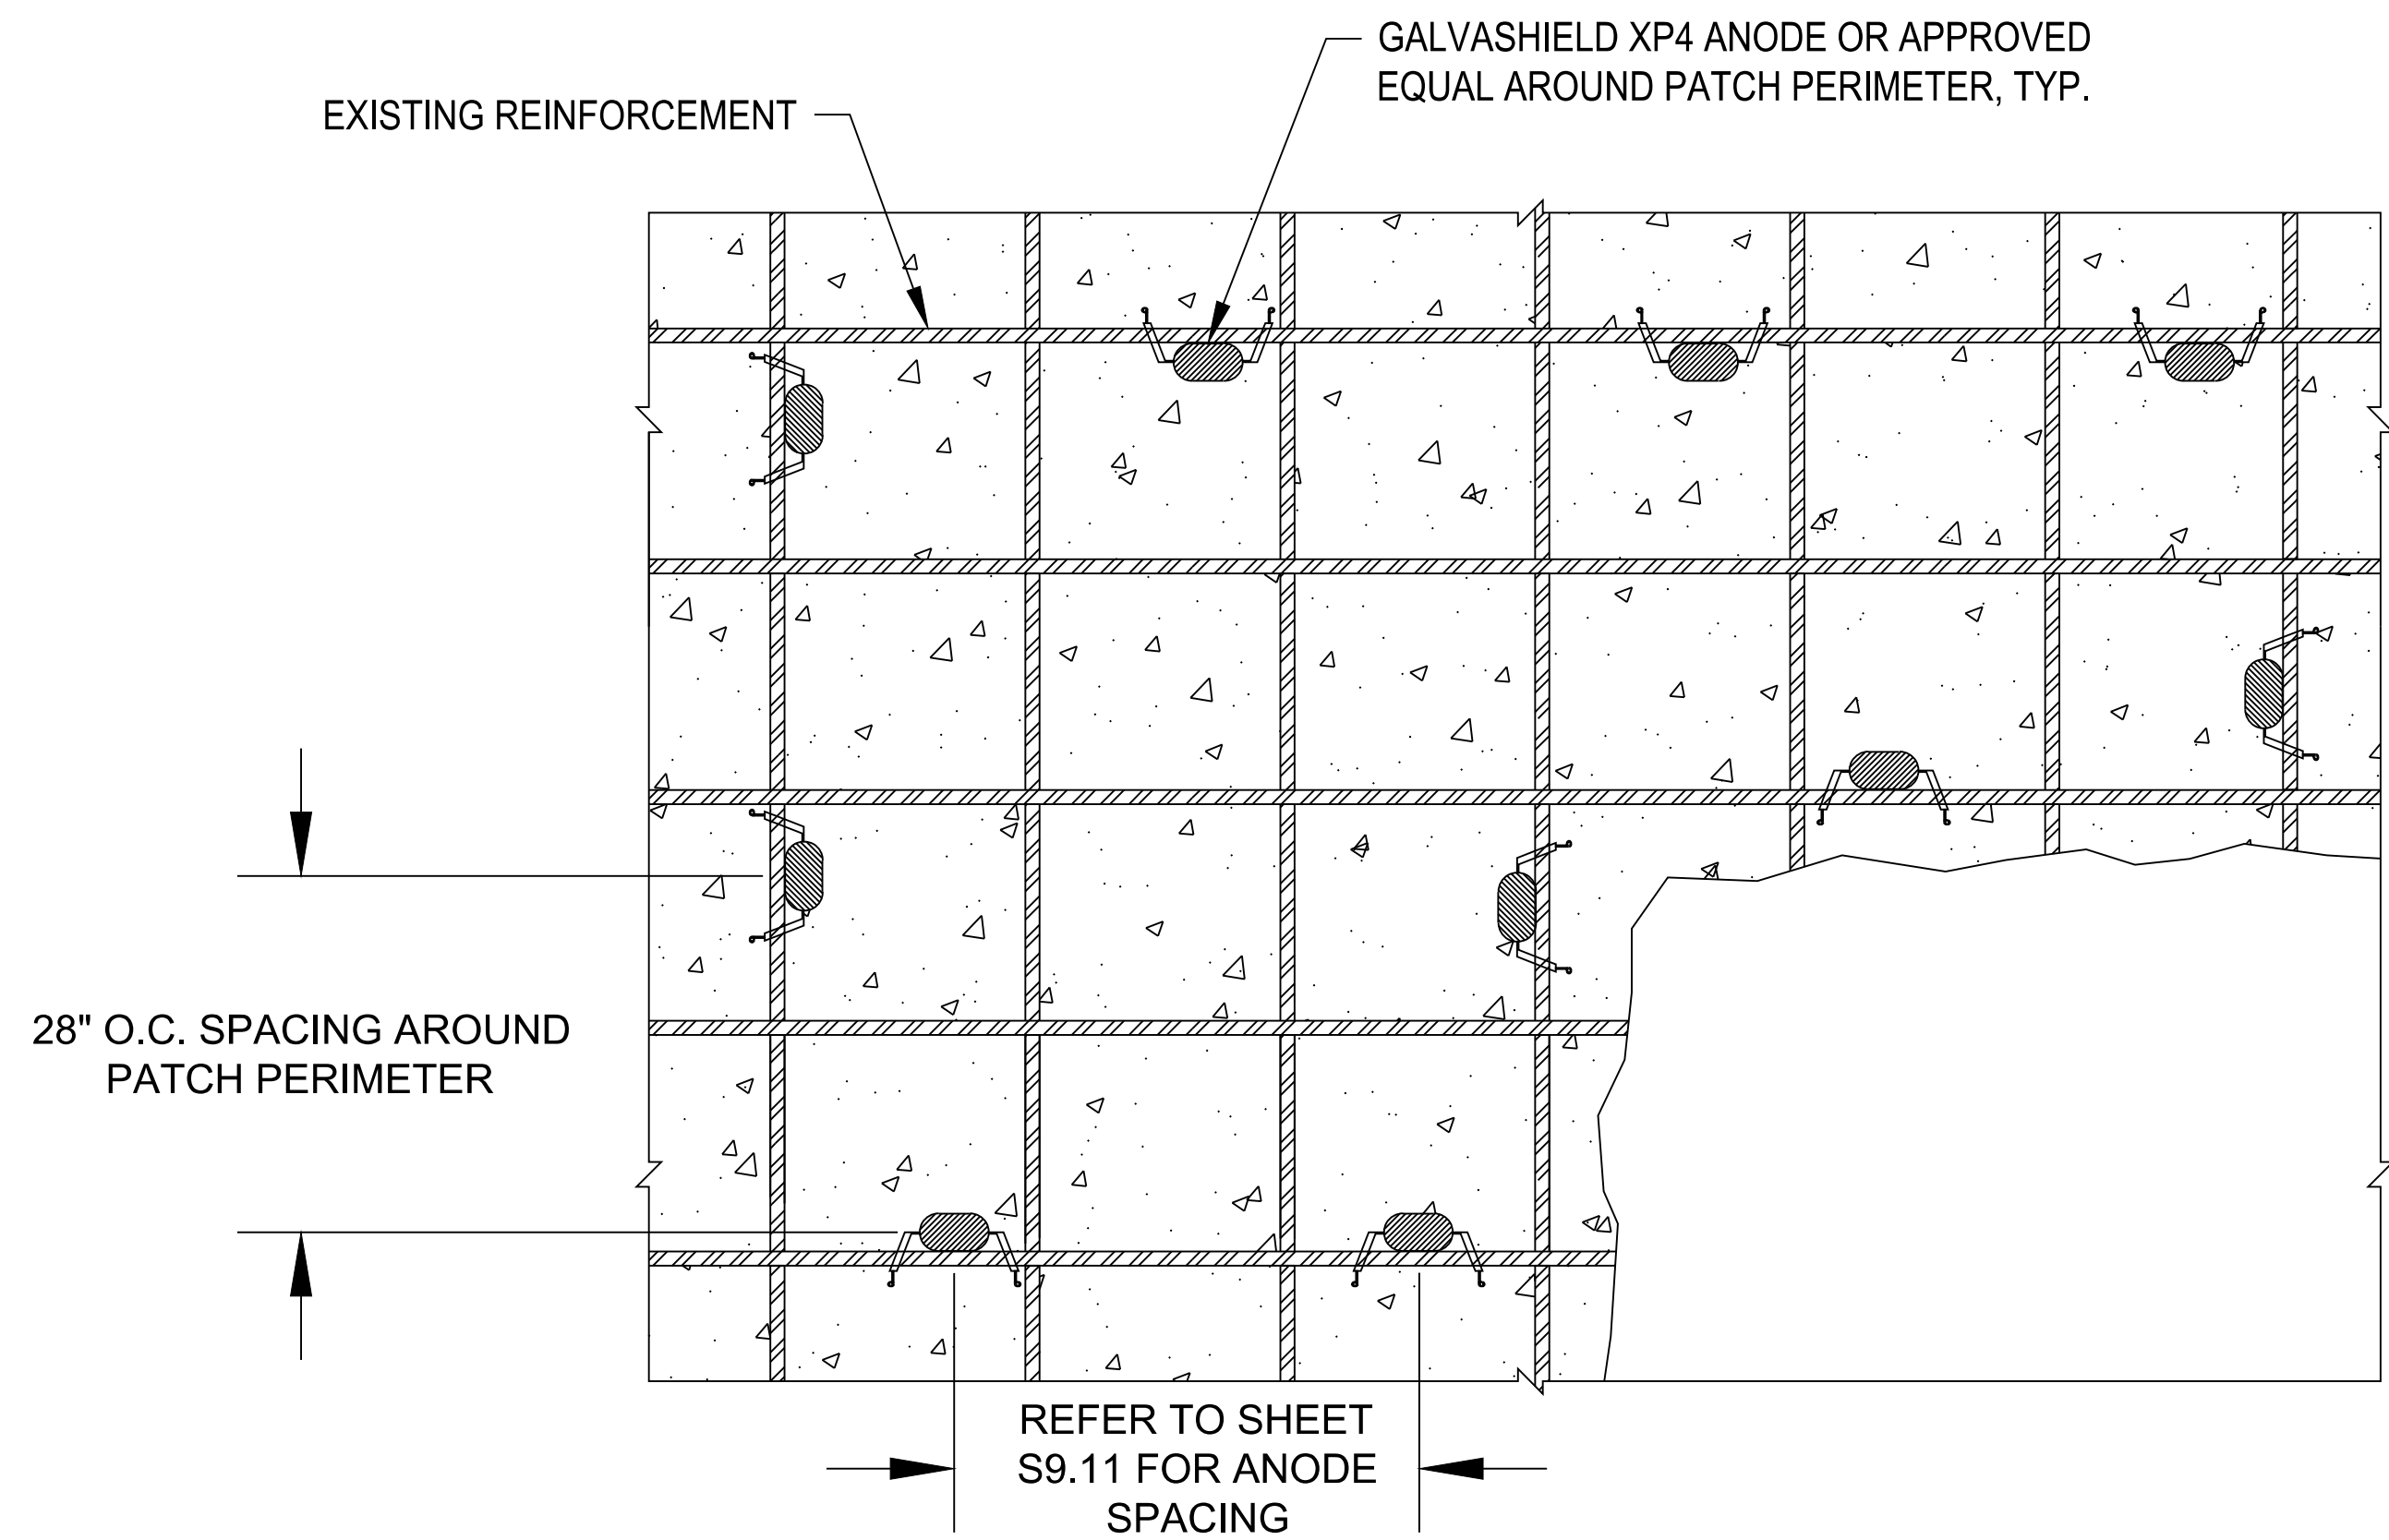 GALVASHIELD XP4 ANODE OR APPROVED
EQUAL AROUND PATCH PERIMETER, TYP.
EXISTING REINFORCEMENT
28" O.C. SPACING AROUND
PATCH PERIMETER
REFER TO SHEET
S9.11 FOR ANODE
SPACING